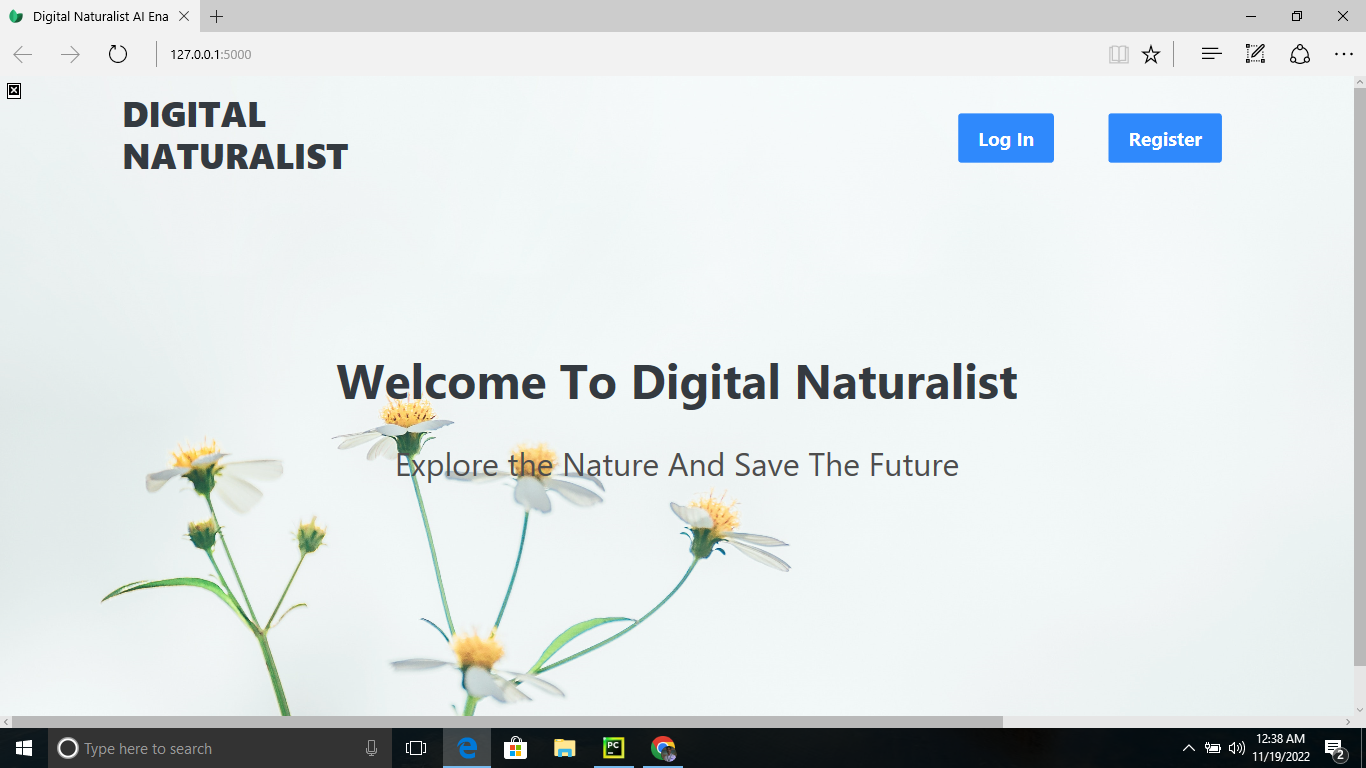 Digital Naturalist AI Ena
127.0.0.1:5000
DIGITAL
NATURALIST
Log In
Register
Welcome To Digital Naturalist
Explore the Nature And Save The Future
Type here to search
PC
12:38 AM
11/19/2022
2